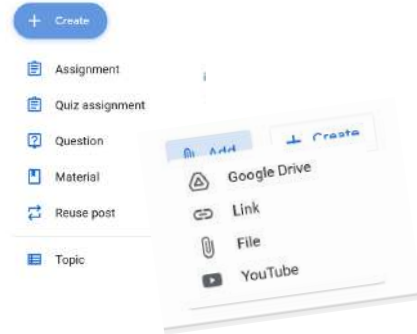 Create
Assignment
Quiz assignment
Question
Material
Reuse post
Topic
Add
Create
Google Drive
Link
File
YouTube